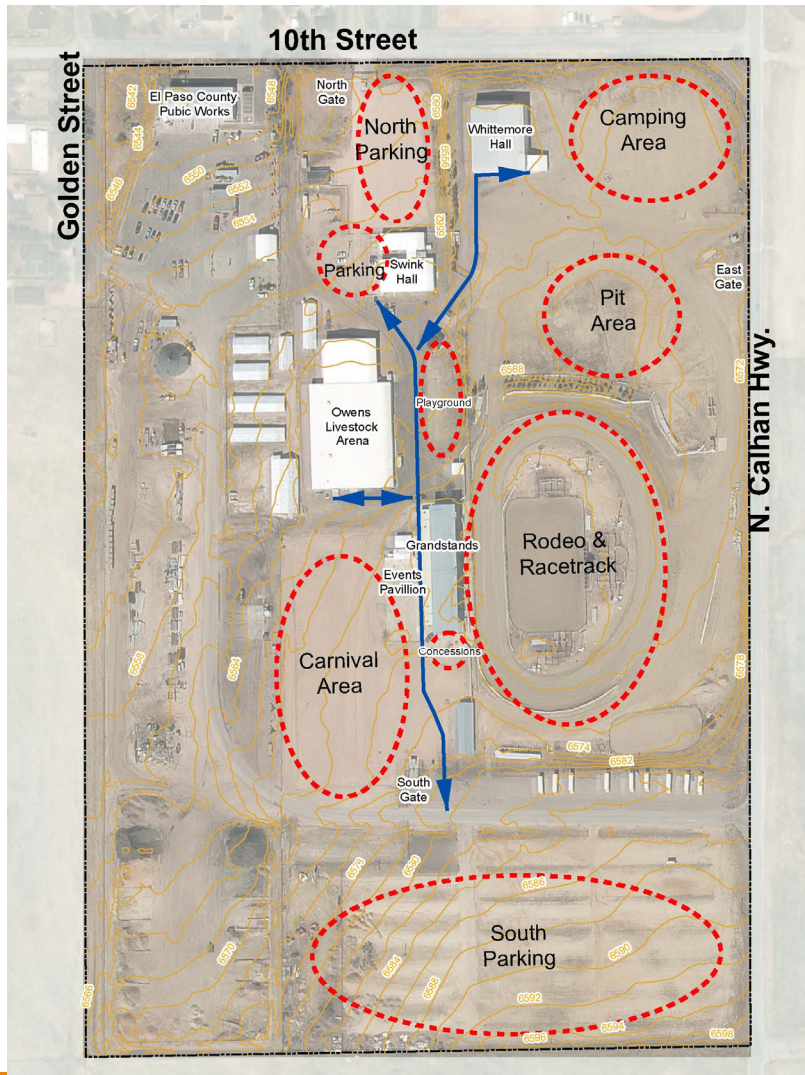 10th Street
Golden Street
North
Gate
El Paso County
Pubic Works
North
Parking
Whittemore
Hall
Camping
Area
6542
6544
6546
6548
6550
6552
6554
6560
6562
Parking
Swink
Hall
East
Gate
Pit
Area
6572
6568
Playground
Owens
Livestock
Arena
N. Calhan Hwy.
Grandstands
Rodeo &
Racetrack
Events
Pavillion
Concessions
Carnival
Area
6558
6564
6578
6574
6582
South
Gate
6574
6580
6586
South
Parking
6570
6584
6588
6590
6592
6594
6566
6596
6598